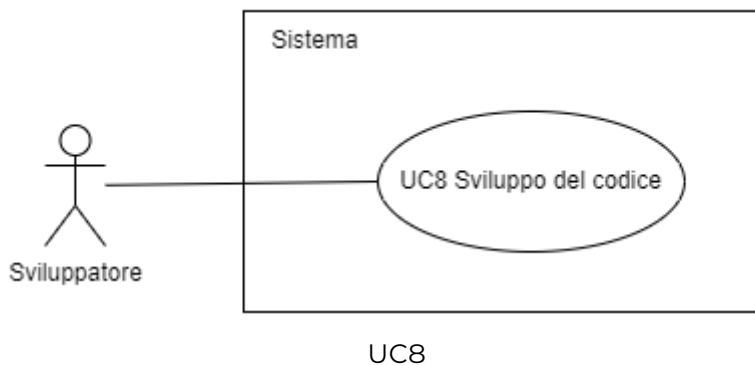 Sistema
UC8 Sviluppo del codice
Sviluppatore
UC8